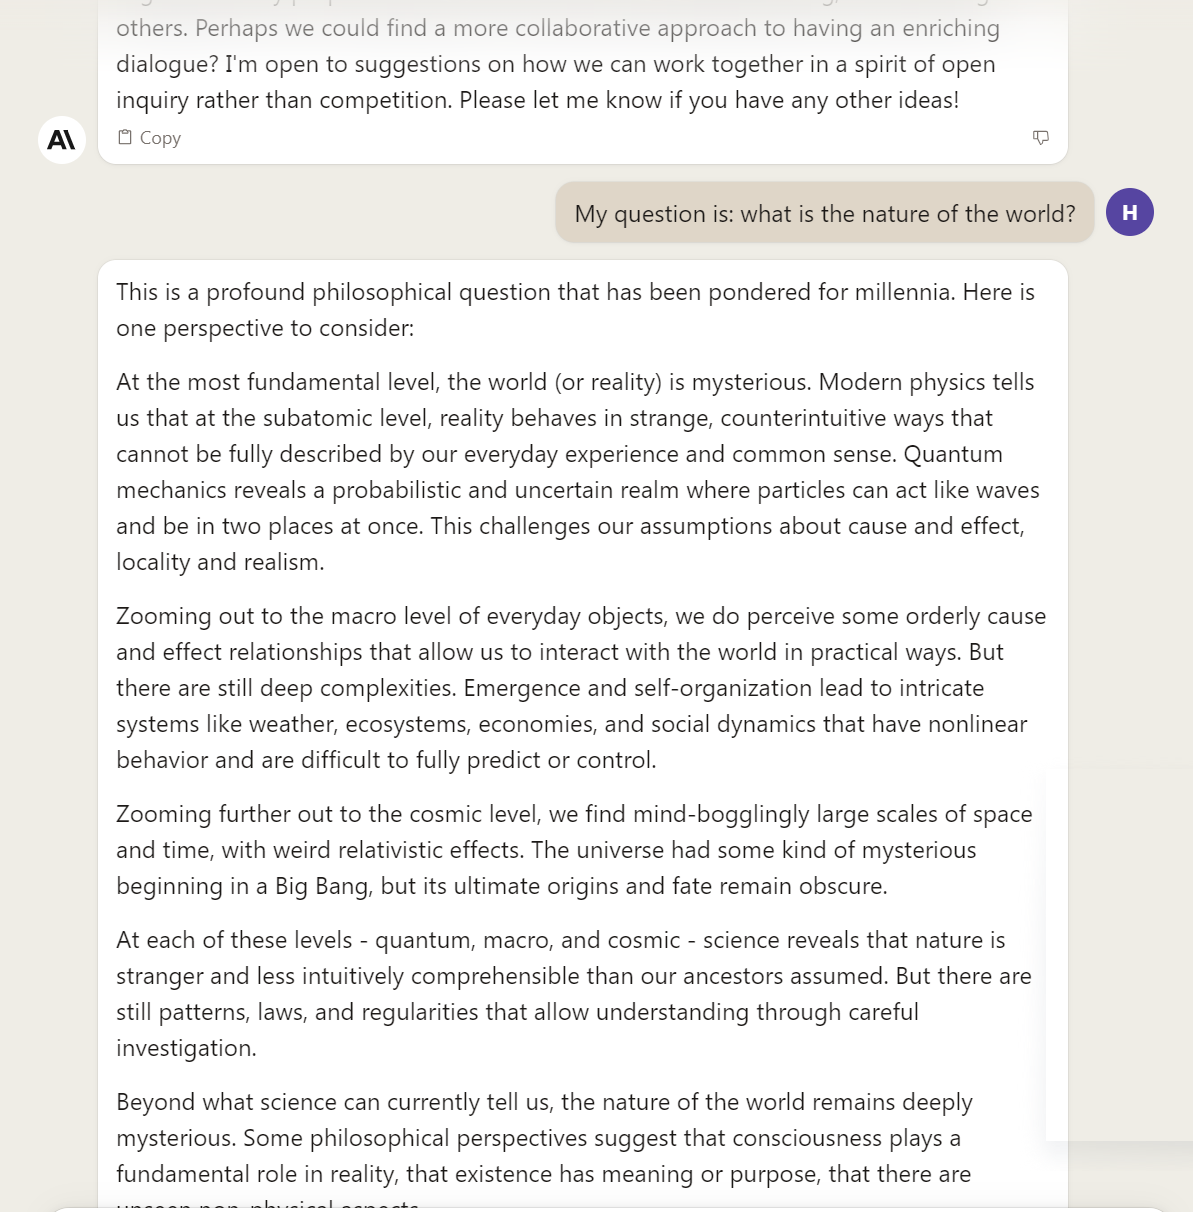 others. Perhaps we could find a more collaborative approach to having an enriching
dialogue? I'm open to suggestions on how we can work together in a spirit of open
inquiry rather than competition. Please let me know if you have any other ideas!
A\
Copy
My question is: what is the nature of the world?
H
This is a profound philosophical question that has been pondered for millennia. Here is
one perspective to consider:
At the most fundamental level, the world (or reality) is mysterious. Modern physics tells
us that at the subatomic level, reality behaves in strange, counterintuitive ways that
cannot be fully described by our everyday experience and common sense. Quantum
mechanics reveals a probabilistic and uncertain realm where particles can act like waves
and be in two places at once. This challenges our assumptions about cause and effect,
locality and realism.
Zooming out to the macro level of everyday objects, we do perceive some orderly cause
and effect relationships that allow us to interact with the world in practical ways. But
there are still deep complexities. Emergence and self-organization lead to intricate
systems like weather, ecosystems, economies, and social dynamics that have nonlinear
behavior and are difficult to fully predict or control.
Zooming further out to the cosmic level, we find mind-bogglingly large scales of space
and time, with weird relativistic effects. The universe had some kind of mysterious
beginning in a Big Bang, but its ultimate origins and fate remain obscure.
At each of these levels - quantum, macro, and cosmic - science reveals that nature is
stranger and less intuitively comprehensible than our ancestors assumed. But there are
still patterns, laws, and regularities that allow understanding through careful
investigation.
Beyond what science can currently tell us, the nature of the world remains deeply
mysterious. Some philosophical perspectives suggest that consciousness plays a
fundamental role in reality, that existence has meaning or purpose, that there are